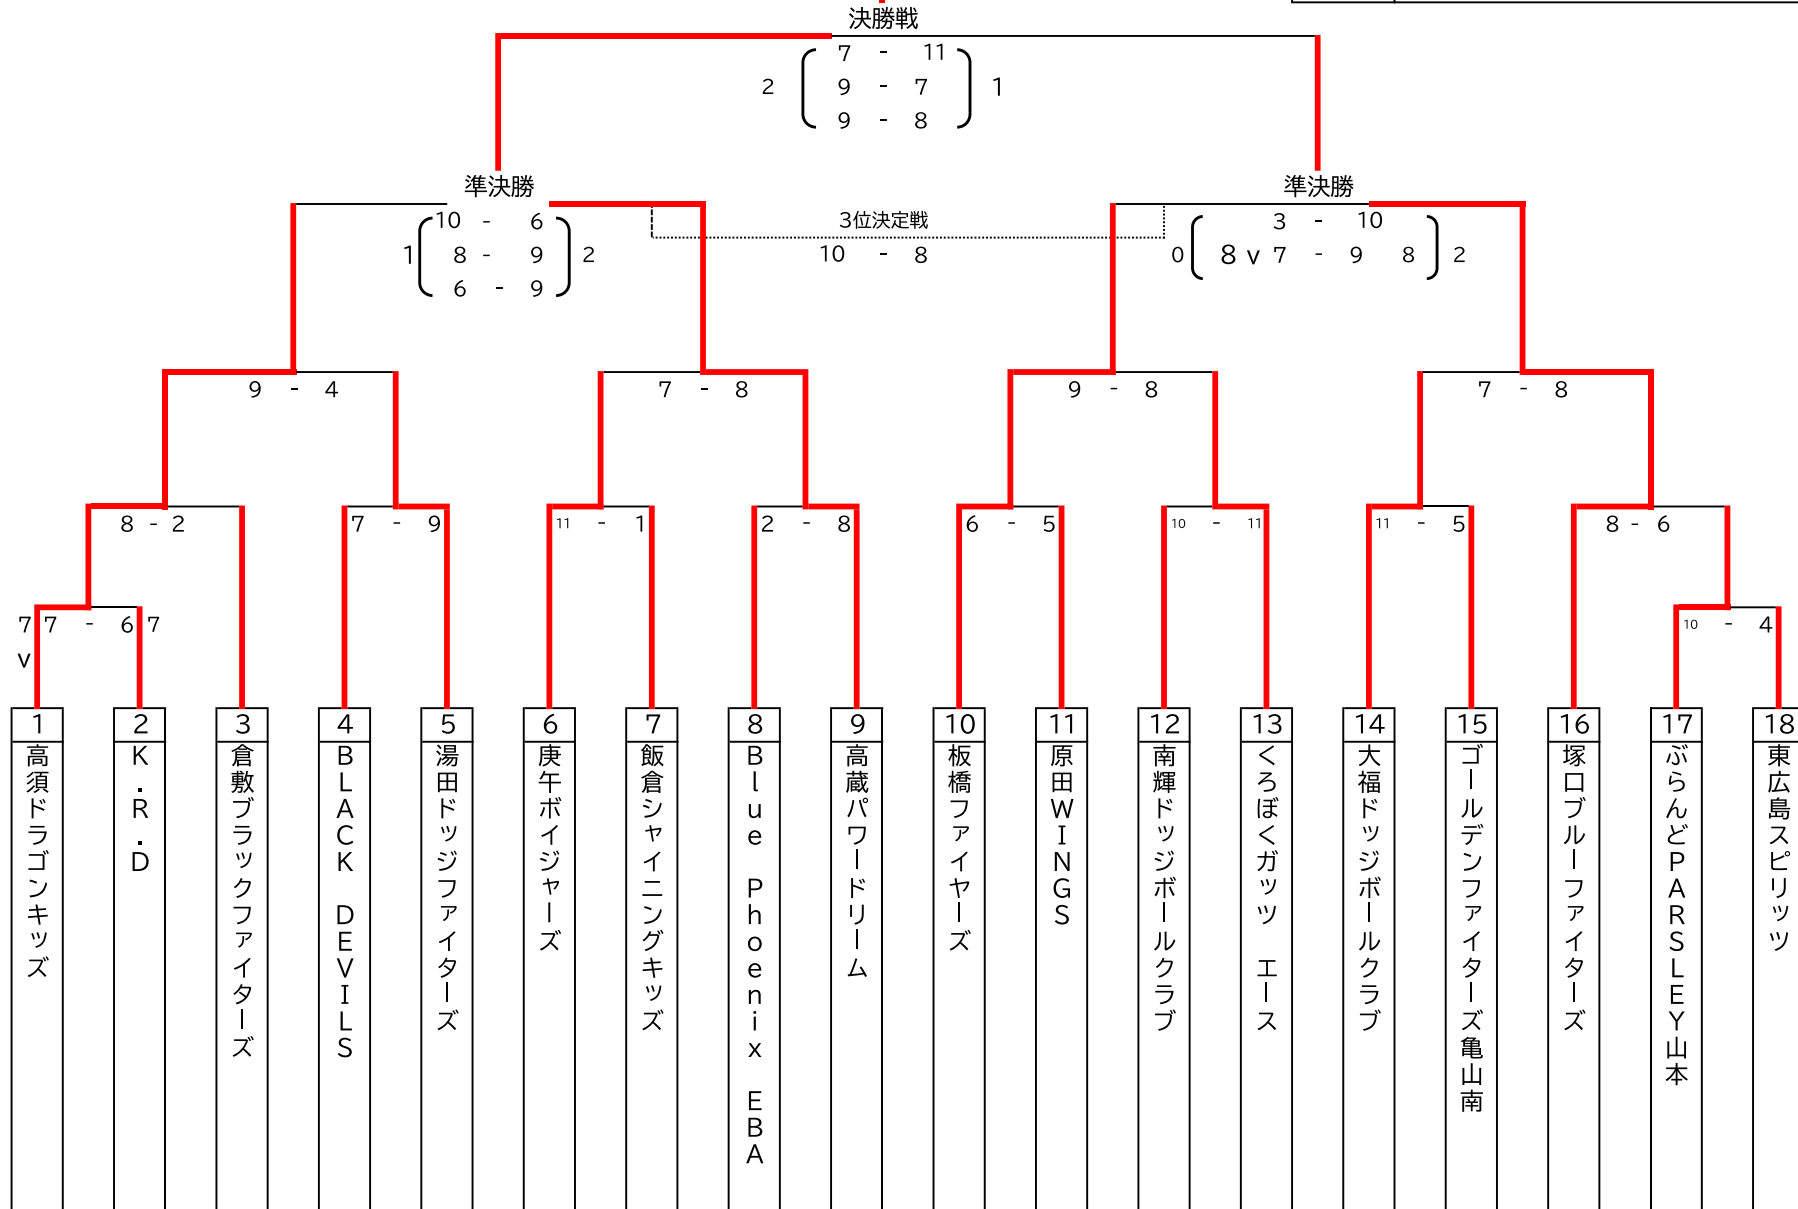 決勝戦
7 - 11
2 9 - 7 1
9 - 8
準決勝 準決勝
10 - 6 3位決定戦 3 - 10
1 8 - 9 2 10 - 8 0 8 v 7 - 9 8 2
6 - 9
9 - 4 7 - 8 9 - 8 7 - 8
8 - 2 7 - 9 11 - 1 2 - 8 6 - 5 10 - 11 11 - 5 8 - 6
7 7 - 6 7 10 - 4
v
1 2 3 4 5 6 7 8 9 10 11 12 13 14 15 16 17 18
高須ドラゴンキッズ
K.R.D
倉敷ブラックファイターズ
BLACK DEVILS
湯田ドッジファイターズ
庚午ボイジャーズ
飯倉シャイニングキッズ
Blue Phoenix EBA
高蔵パワードリーム
板橋ファイヤーズ
原田WINGS
南輝ドッジボールクラブ
くろぼくガッツ エース
大福ドッジボールクラブ
ゴールデンファイターズ亀山南
塚口ブルーファイターズ
ぶらんどPARSLEY山本
東広島スピリッツ